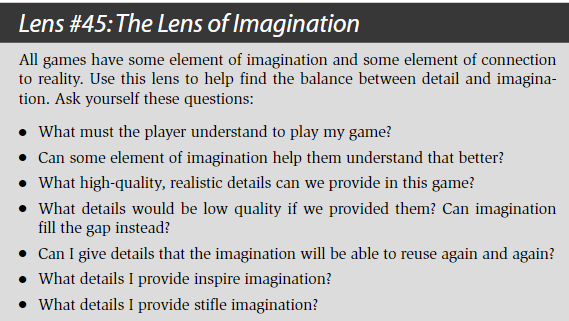 Lens #45: The Lens of Imagination
All games have some element of imagination and some element of connection
to reality. Use this lens to help find the balance between detail and imagina-
tion. Ask yourself these questions:
● What must the player understand to play my game?
● Can some element of imagination help them understand that better?
● What high-quality, realistic details can we provide in this game?
● What details would be low quality if we provided them? Can imagination
fill the gap instead?
● Can I give details that the imagination will be able to reuse again and again?
● What details I provide inspire imagination?
● What details I provide stifle imagination?